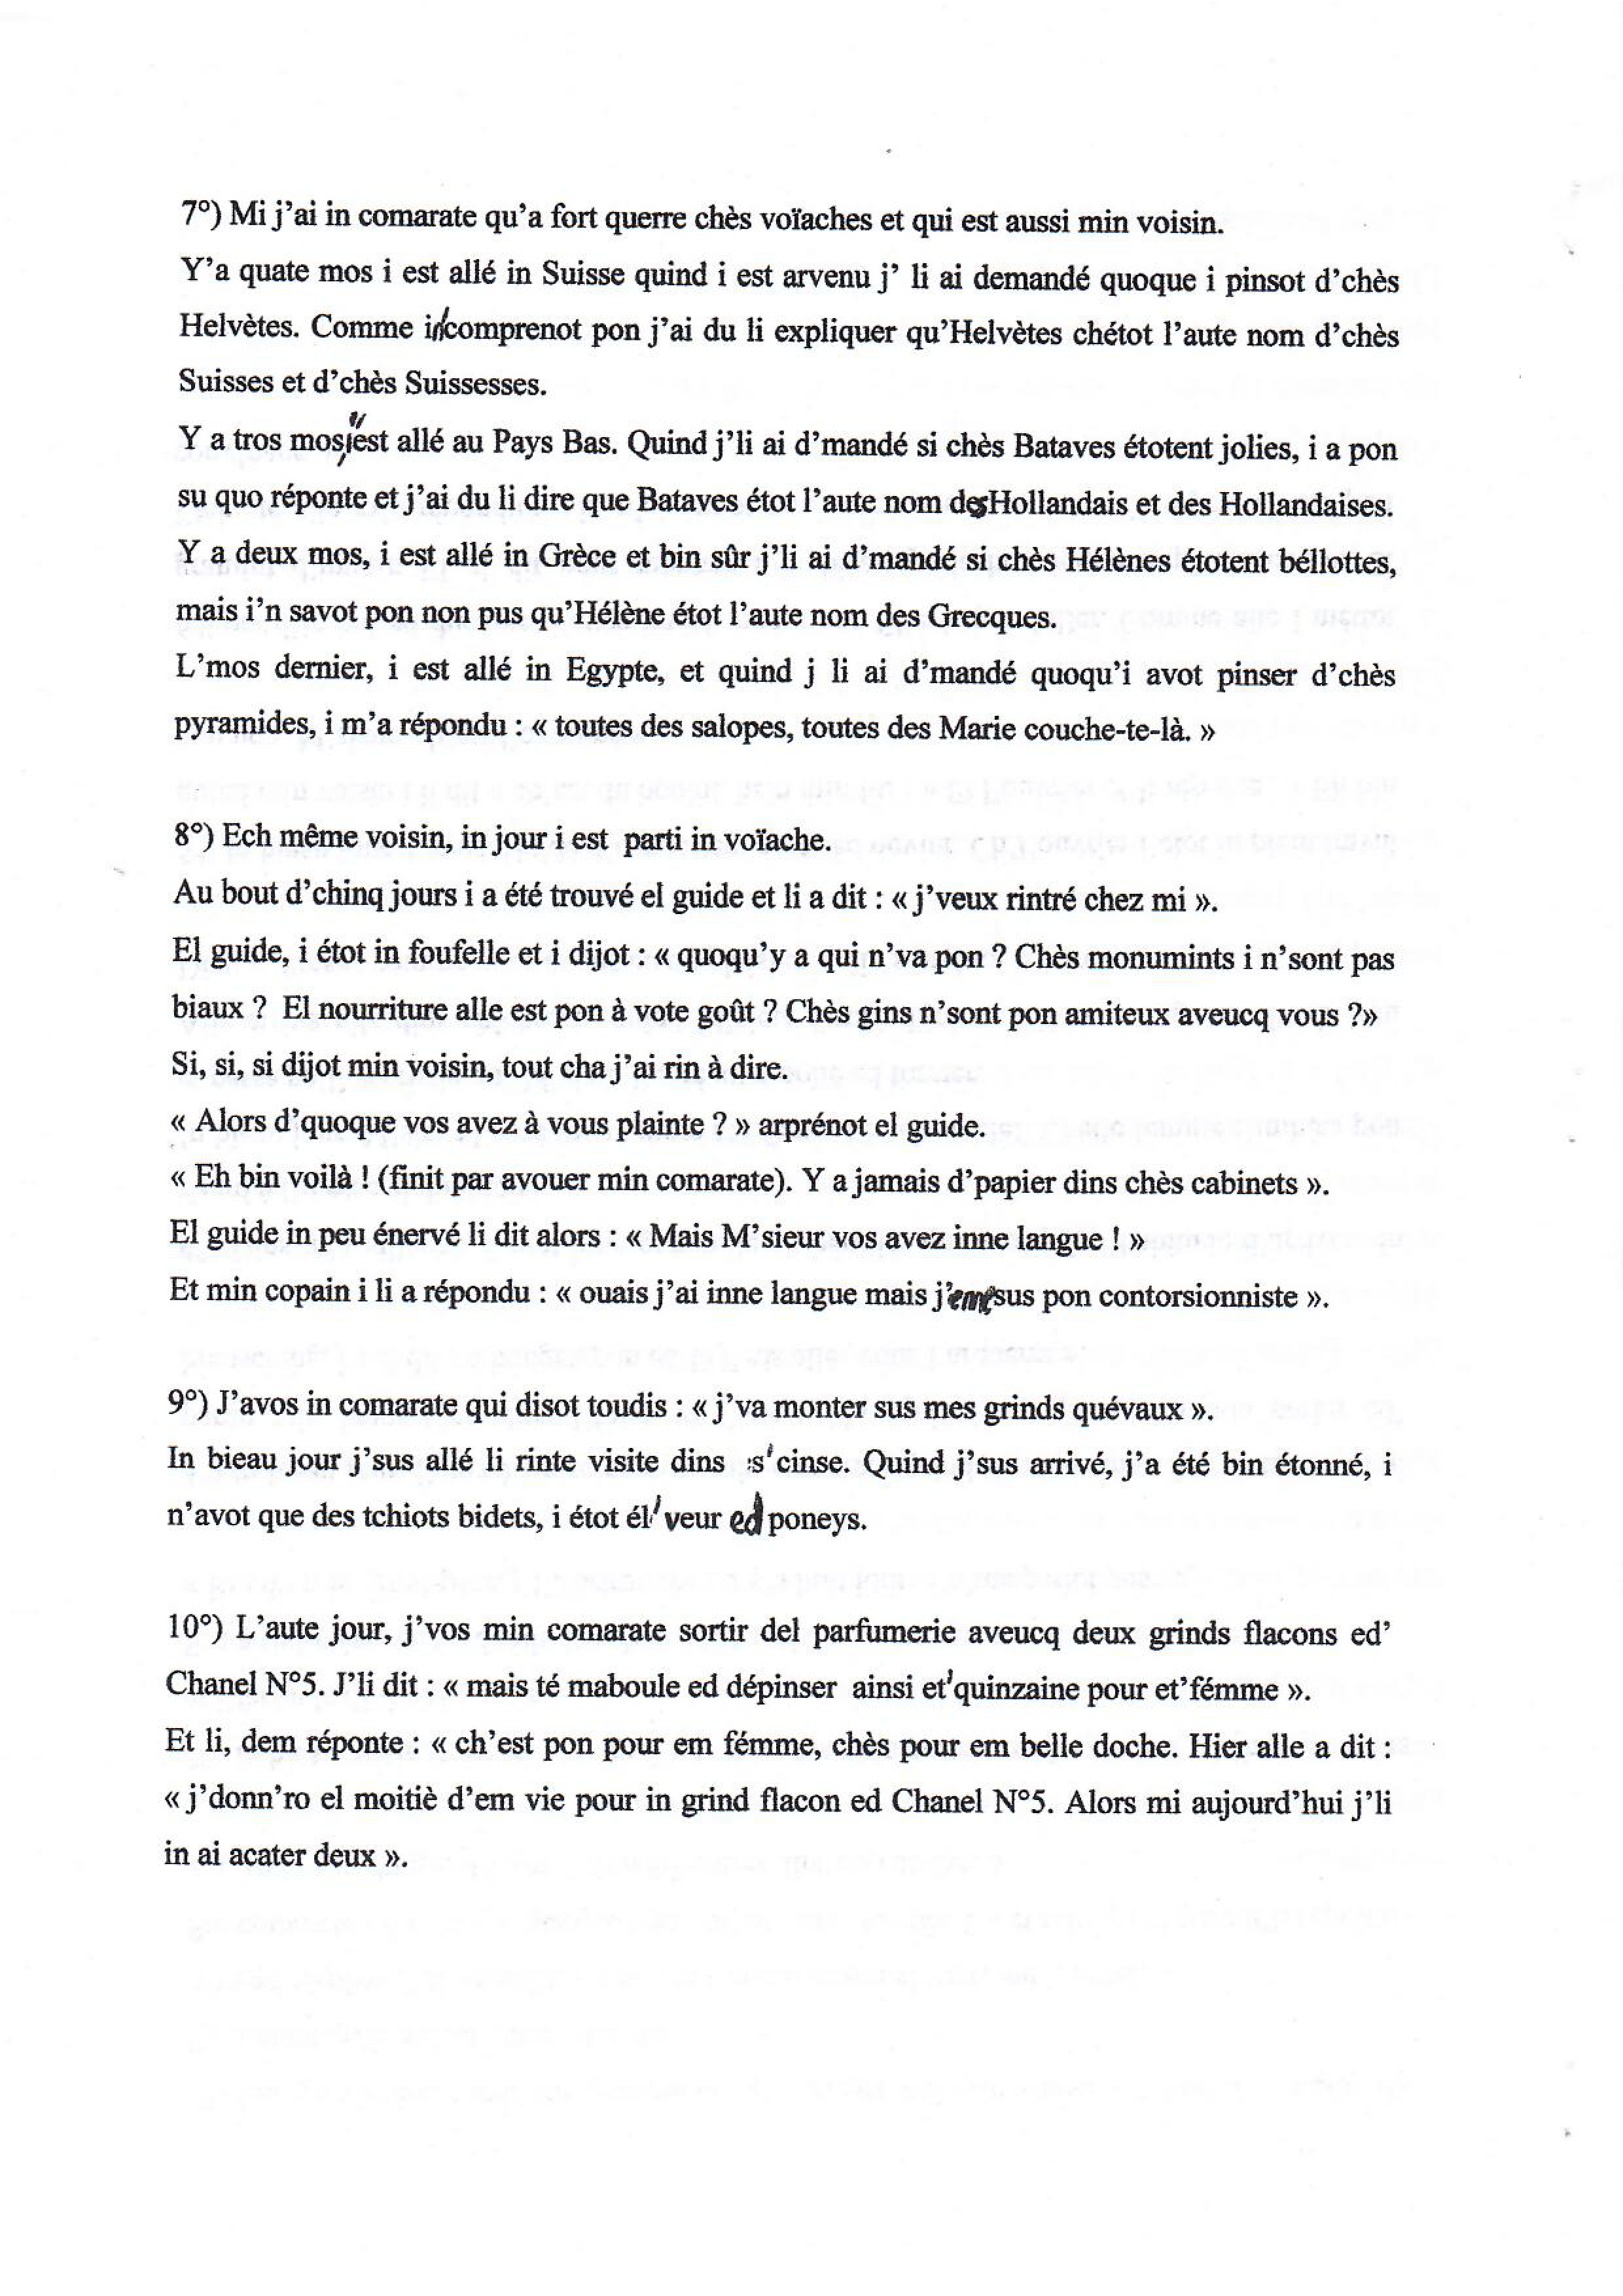 7°) Mi j'ai in comarate qu'a fort querre chès voïaches et qui est aussi min voisin.
Y'a quate mos i est allé in Suisse quind i est arvenu j' li ai demandé quoque i pinsot d'chès
Helvètes. Comme i n'comprenot pon j'ai du li expliquer qu'Helvètes chétot l'aute nom d'chès
Suisses et d'chès Suissesses.
Y a tros mos, i est allé au Pays Bas. Quind j'li ai d'mandé si chès Bataves étotent jolies, i a pon
su quo réponte et j'ai du li dire que Bataves étot l'aute nom des Hollandais et des Hollandaises.
Y a deux mos, i est allé in Grèce et bin sûr j'li ai d'mandé si chès Hélènes étotent béllottes,
mais i'n savot pon non pus qu'Hélène étot l'aute nom des Grecques.
L'mos dernier, i est allé in Egypte, et quind j li ai d'mandé quoqu'i avot pinser d'chès
pyramides, i m'a répondu : « toutes des salopes, toutes des Marie couche-te-là. »
8°) Ech même voisin, in jour i est parti in voïache.
Au bout d'chinq jours i a été trouvé el guide et li a dit : « j'veux rintré chez mi ».
El guide, i étot in foufelle et i dijot : « quoqu'y a qui n'va pon ? Chès monumints i n'sont pas
biaux ? El nourriture alle est pon à vote goût ? Chès gins n'sont pon amiteux aveucq vous ?»
Si, si, si dijot min voisin, tout cha j'ai rin à dire.
« Alors d'quoque vos avez à vous plainte ? » arprénot el guide.
« Eh bin voilà ! (finit par avouer min comarate). Y a jamais d'papier dins chès cabinets ».
El guide in peu énervé li dit alors : « Mais M'sieur vos avez inne langue ! »
Et min copain i li a répondu : « ouais j'ai inne langue mais j' sus pon contorsionniste ».
9°) J'avos in comarate qui disot toudis : « j'va monter sus mes grinds quévaux ».
In bieau jour j'sus allé li rinte visite dins s'cinse. Quind j'sus arrivé, j'a été bin étonné, i
n'avot que des tchiots bidets, i étot él'veur ed poneys.
10°) L'aute jour, j'vos min comarate sortir del parfumerie aveucq deux grinds flacons ed'
Chanel N°5. J'li dit : « mais té maboule ed dépinser ainsi et'quinzaine pour et'fémme ».
Et li, dem réponte : « ch'est pon pour em fémme, chès pour em belle doche. Hier alle a dit :
« j'donn'ro el moitiè d'em vie pour in grind flacon ed Chanel N°5. Alors mi aujourd'hui j'li
in ai acater deux ».